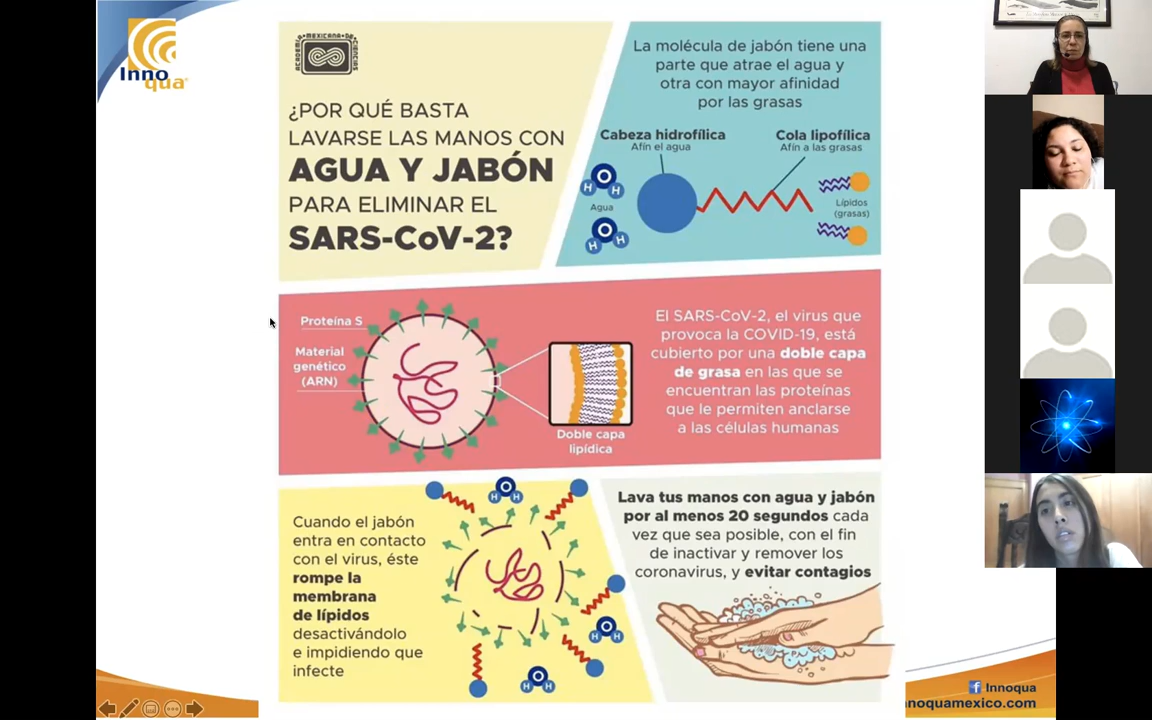 Inno
qua
ACADEMIA MEXICANA DE CIENCIAS
¿POR QUÉ BASTA
LAVARSE LAS MANOS CON
AGUA Y JABÓN
PARA ELIMINAR EL
SARS-CoV-2?
La molécula de jabón tiene una
parte que atrae el agua y
otra con mayor afinidad
por las grasas
Cabeza hidrofílica
Afín el agua
Cola lipofílica
Afín a las grasas
H O H
Agua
H O H
Lípidos
(grasas)
Proteína S
Material
genético
(ARN)
Doble capa
lipídica
El SARS-CoV-2, el virus que
provoca la COVID-19, está
cubierto por una doble capa
de grasa en las que se
encuentran las proteínas
que le permiten anclarse
a las células humanas
Cuando el jabón
entra en contacto
con el virus, éste
rompe la
membrana
de lípidos
desactivándolo
e impidiendo que
infecte
H O H
H O H
H O H
Lava tus manos con agua y jabón
por al menos 20 segundos cada
vez que sea posible, con el fin
de inactivar y remover los
coronavirus, y evitar contagios
f Innoqua
nnoquamexico.com